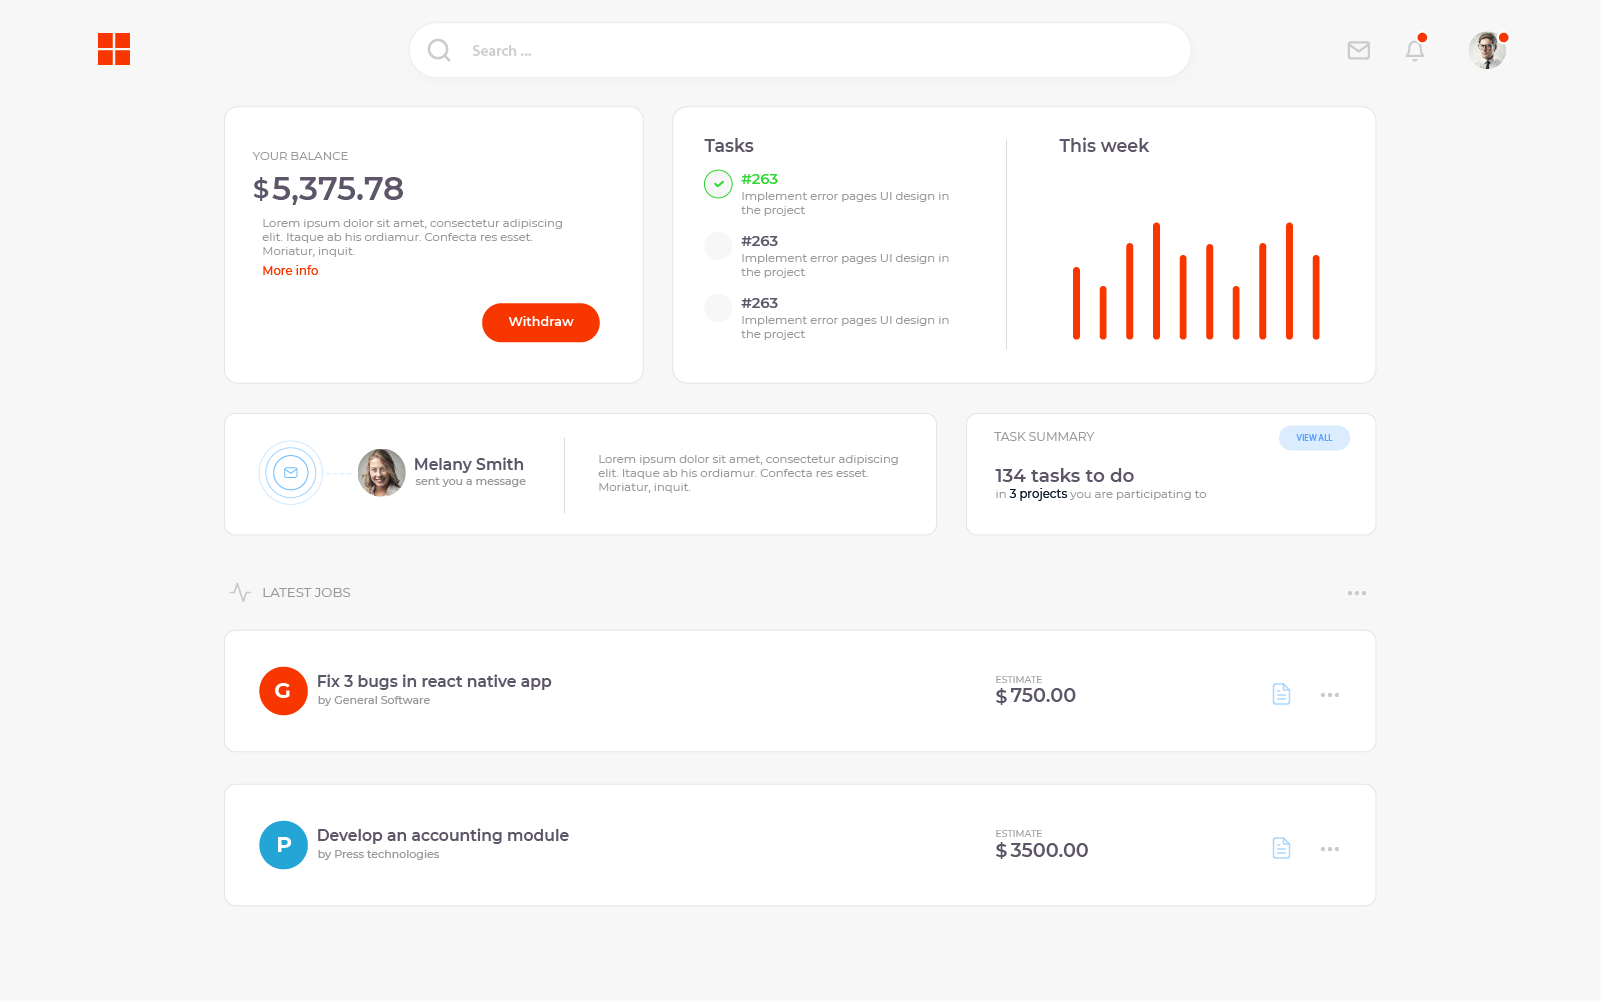 Search ...
YOUR BALANCE
$5,375.78
Lorem ipsum dolor sit amet, consectetur adipiscing
elit. Itaque ab his ordiamur. Confecta res esset.
Moriatur, inquit.
More info
Withdraw
Tasks
#263
Implement error pages UI design in
the project
#263
Implement error pages UI design in
the project
#263
Implement error pages UI design in
the project
This week
Melany Smith
sent you a message
Lorem ipsum dolor sit amet, consectetur adipiscing
elit. Itaque ab his ordiamur. Confecta res esset.
Moriatur, inquit.
TASK SUMMARY
VIEW ALL
134 tasks to do
in 3 projects you are participating to
LATEST JOBS
G
Fix 3 bugs in react native app
by General Software
ESTIMATE
$750.00
P
Develop an accounting module
by Press technologies
ESTIMATE
$3500.00